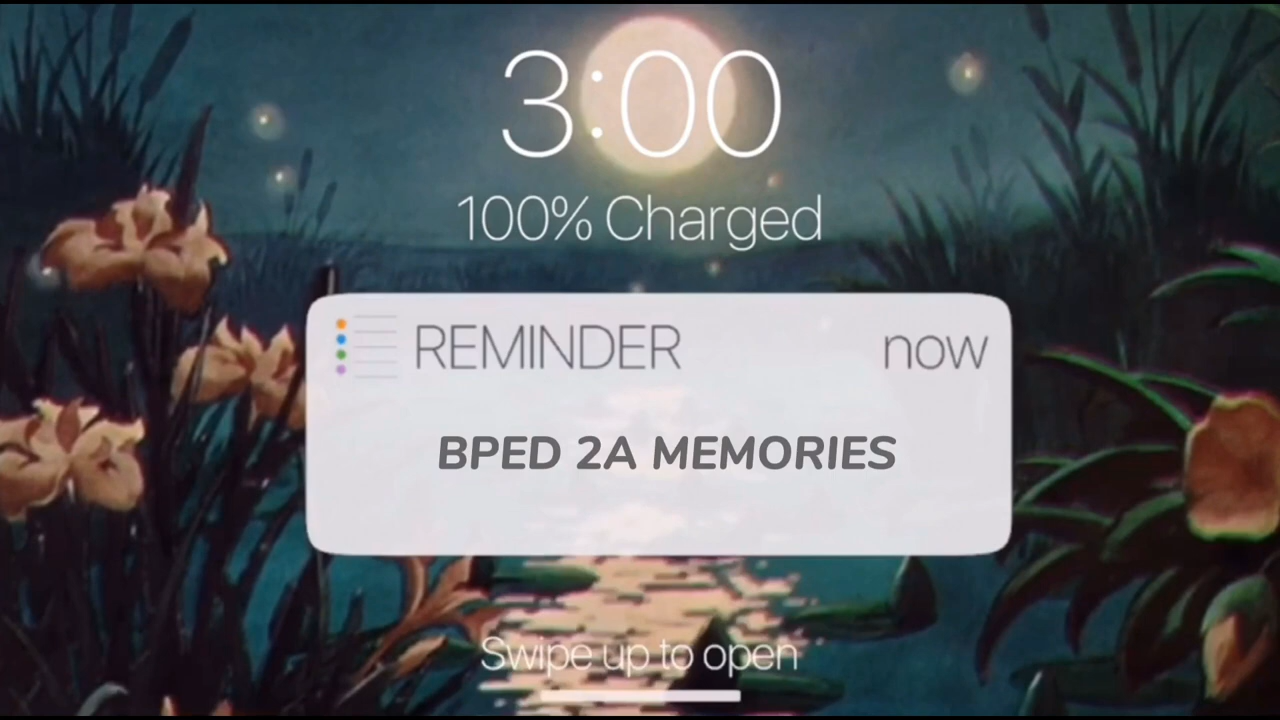 3:00
100% Charged
REMINDER now
BPED 2A MEMORIES
Swipe up to open